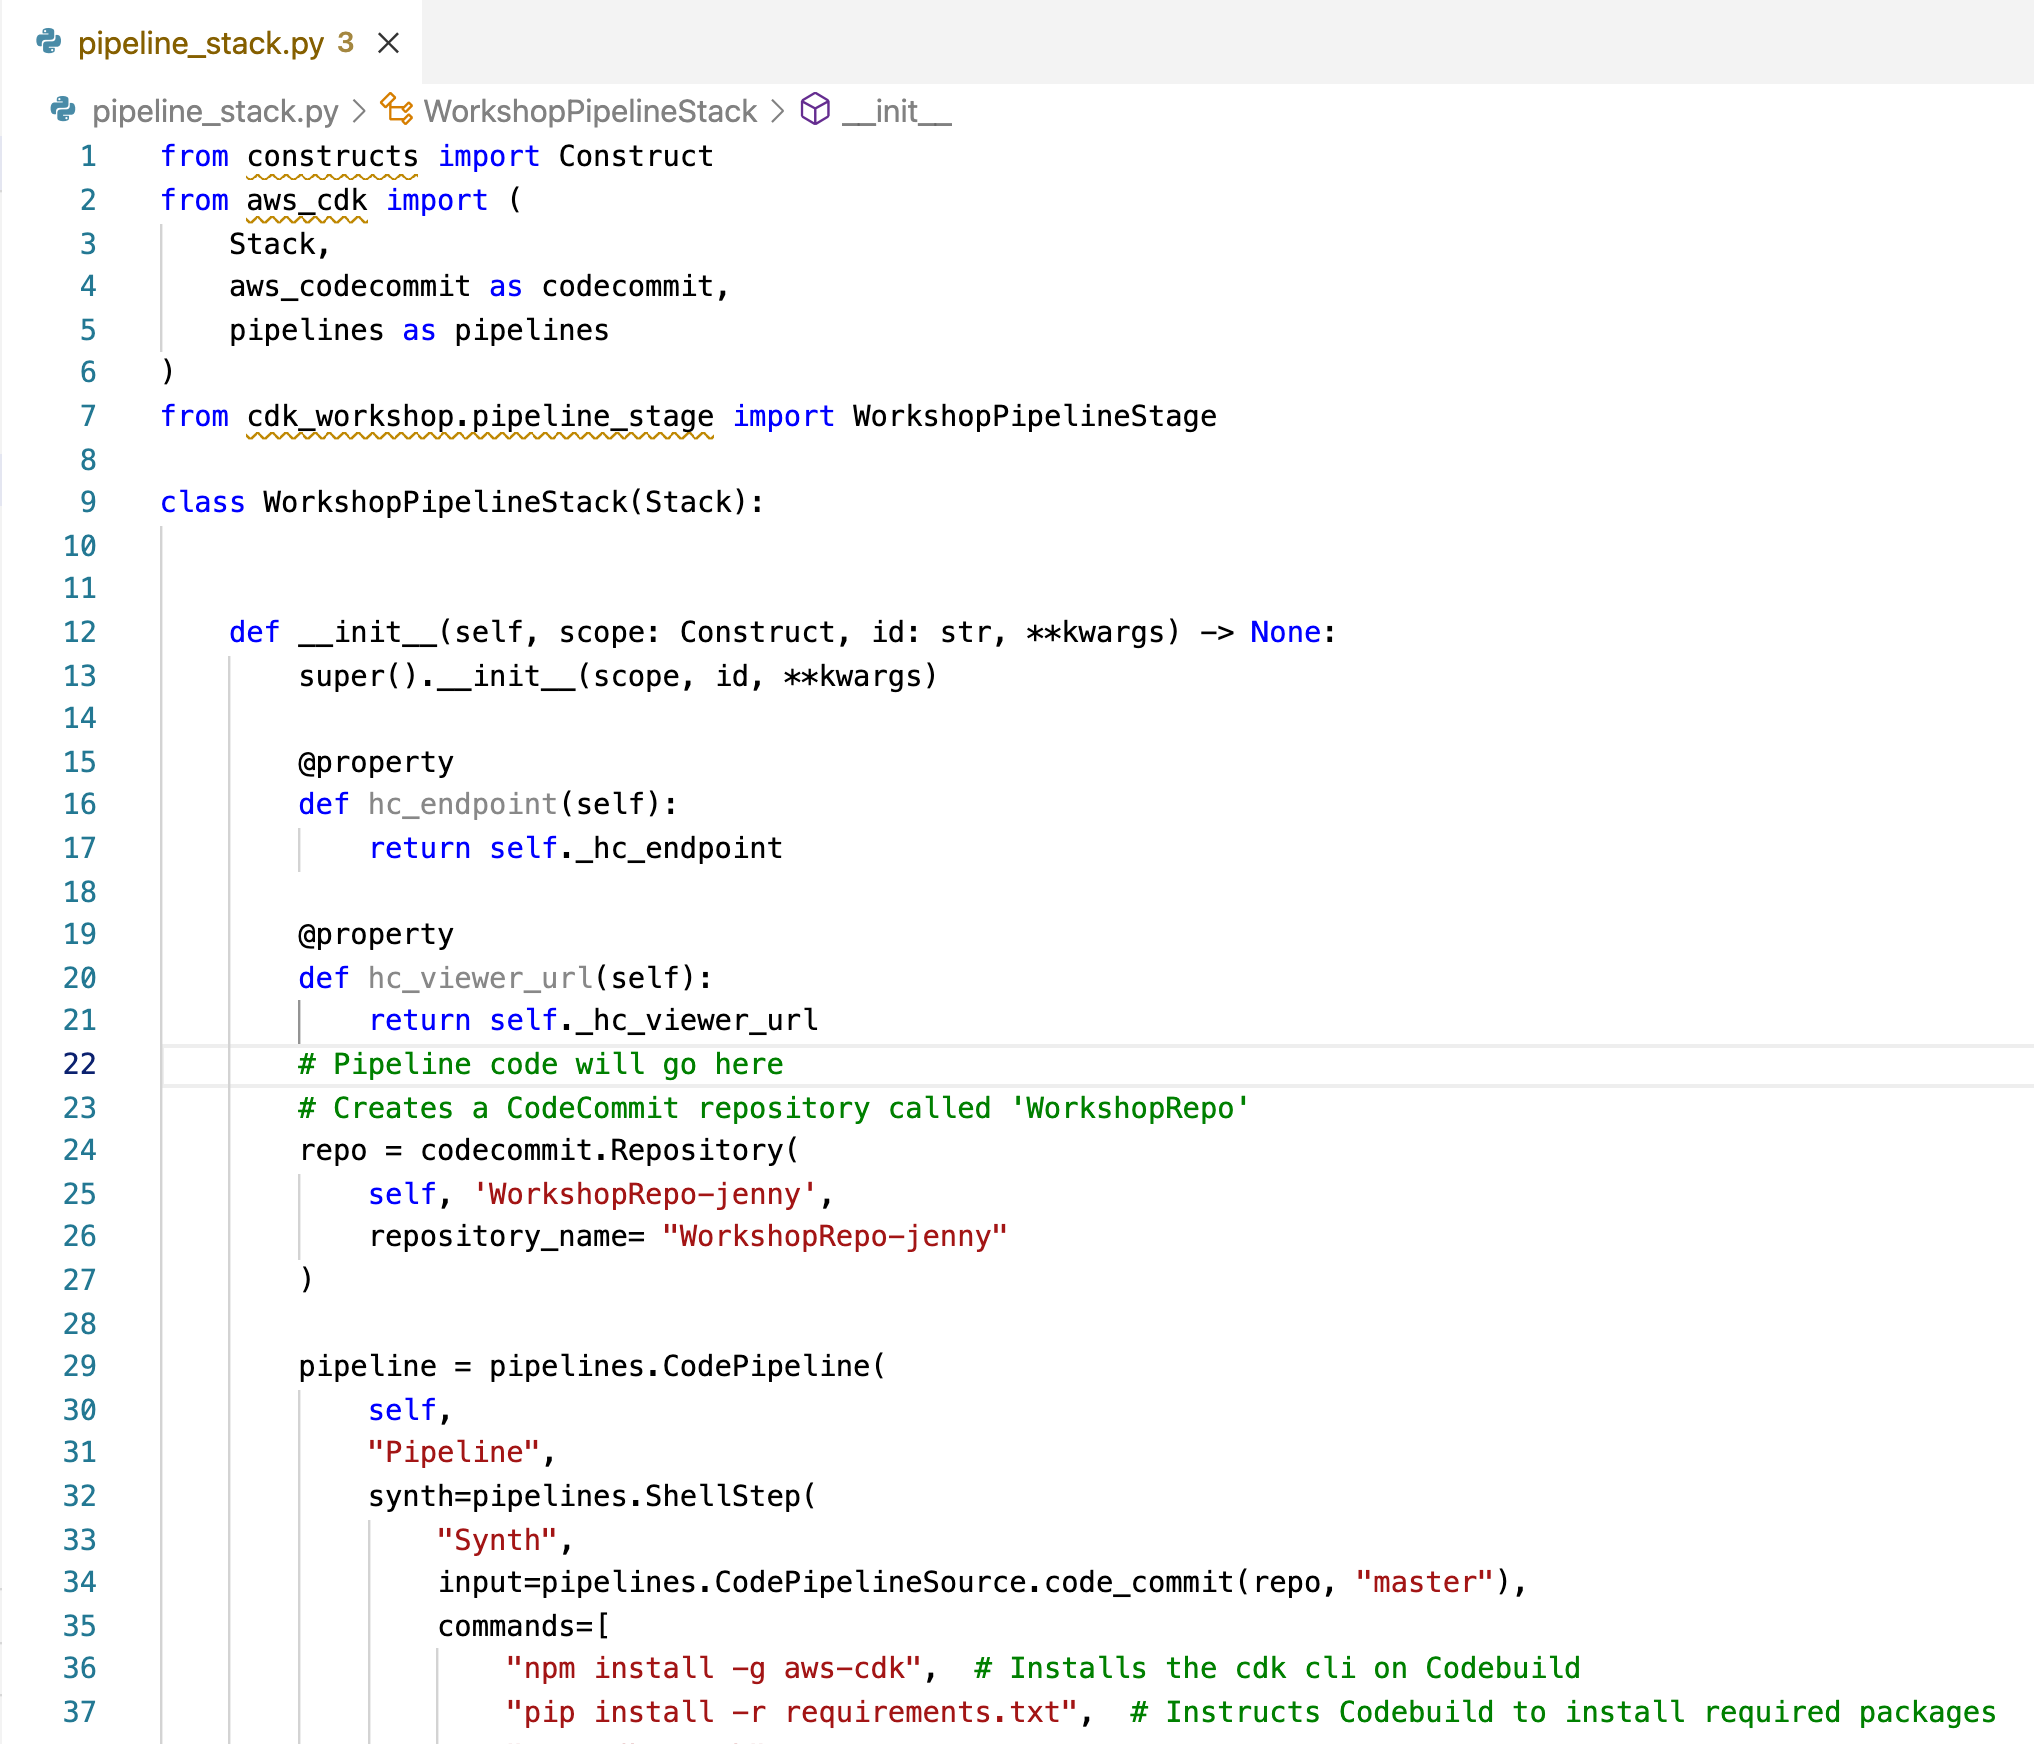 pipeline_stack.py 3
pipeline_stack.py > WorkshopPipelineStack > __init__
1 from constructs import Construct
2 from aws_cdk import (
3     Stack,
4     aws_codecommit as codecommit,
5     pipelines as pipelines
6 )
7 from cdk_workshop.pipeline_stage import WorkshopPipelineStage
8
9 class WorkshopPipelineStack(Stack):
10
11
12     def __init__(self, scope: Construct, id: str, **kwargs) -> None:
13         super().__init__(scope, id, **kwargs)
14
15         @property
16         def hc_endpoint(self):
17             return self._hc_endpoint
18
19         @property
20         def hc_viewer_url(self):
21             return self._hc_viewer_url
22         # Pipeline code will go here
23         # Creates a CodeCommit repository called 'WorkshopRepo'
24         repo = codecommit.Repository(
25             self, 'WorkshopRepo-jenny',
26             repository_name= "WorkshopRepo-jenny"
27         )
28
29         pipeline = pipelines.CodePipeline(
30             self,
31             "Pipeline",
32             synth=pipelines.ShellStep(
33                 "Synth",
34                 input=pipelines.CodePipelineSource.code_commit(repo, "master"),
35                 commands=[
36                     "npm install -g aws-cdk",  # Installs the cdk cli on Codebuild
37                     "pip install -r requirements.txt",  # Instructs Codebuild to install required packages